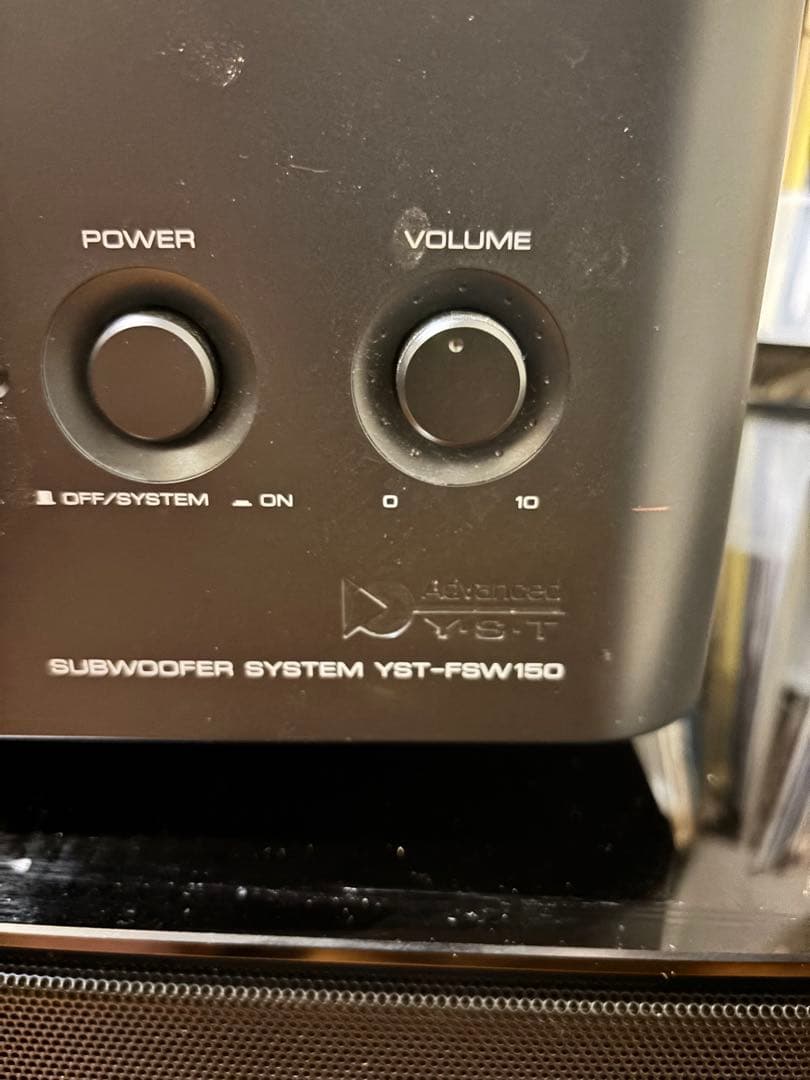 POWER
VOLUME
OFF/SYSTEM
ON
0
10
Advanced
Y·S·T
SUBWOOFER SYSTEM YST-FSW150